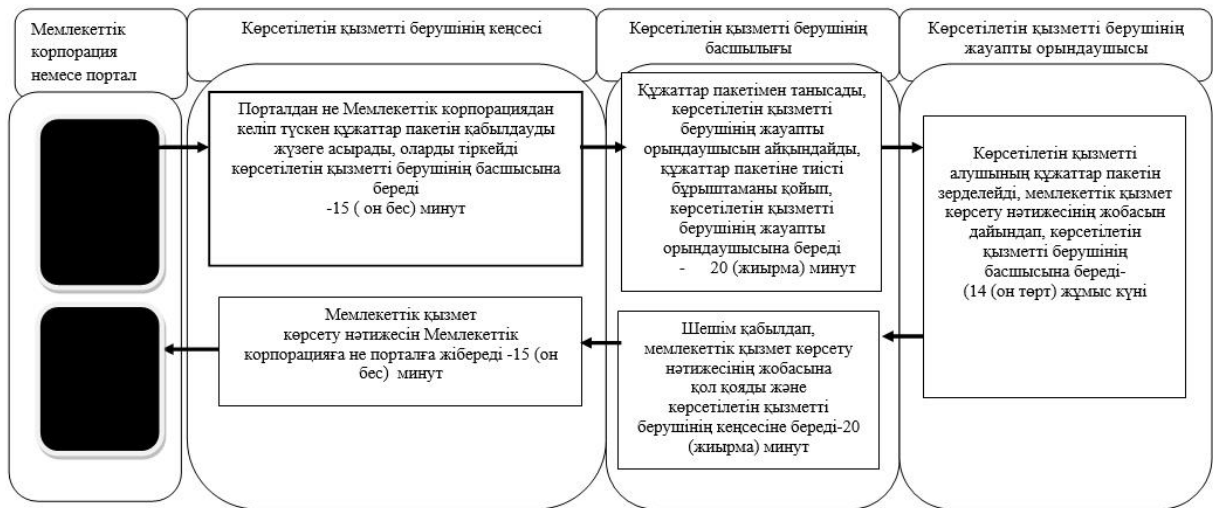 Мемлекеттік
корпорация
немесе портал
Көрсетілетін қызметті берушінің кеңсесі
Көрсетілетін қызметті берушінің
басшылығы
Көрсетілетін қызметті берушінің
жауапты орындаушысы
Порталдан не Мемлекеттік корпорациядан
келіп түскен құжаттар пакетін қабылдауды
жүзеге асырады, оларды тіркейді
көрсетілетін қызметті берушінің басшысына
береді
-15 ( он бес) минут
Құжаттар пакетімен танысады,
көрсетілетін қызметті
берушінің жауапты
орындаушысын айқындайды,
құжаттар пакетіне тиісті
бұрыштаманы қойып,
көрсетілетін қызметті
берушінің жауапты
орындаушысына береді
- 20 (жиырма) минут
Көрсетілетін қызметті
алушының құжаттар пакетін
зерделейді, мемлекеттік қызмет
көрсету нәтижесінің жобасын
дайындап, көрсетілетін
қызметті берушінің
басшысына береді-
(14 (он төрт) жұмыс күні
Мемлекеттік қызмет
көрсету нәтижесін Мемлекеттік
корпорацияға не порталға жібереді -15 (он
бес) минут
Шешім қабылдап,
мемлекеттік қызмет көрсету
нәтижесінің жобасына
қол қояды және
көрсетілетін қызметті
берушінің кеңсесіне береді-20
(жиырма) минут